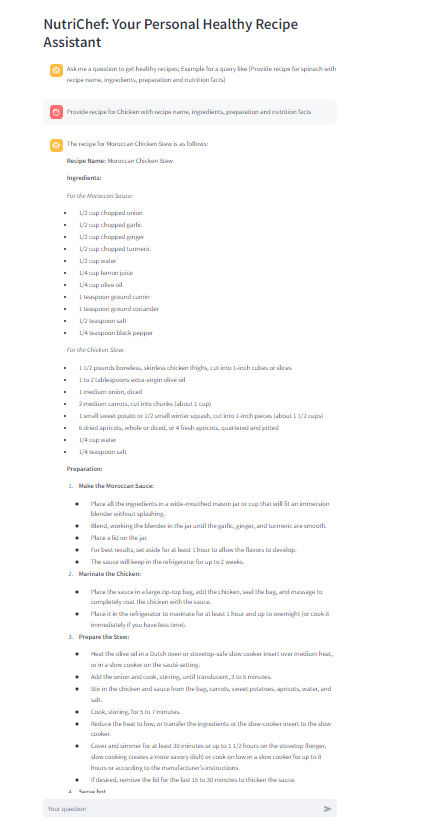 NutriChef: Your Personal Healthy Recipe
Assistant
Ask me a question to get healthy recipes; Example for a query like (Provide recipe for spinach with
recipe name, ingredients, preparation and nutrition facts)
Provide recipe for Chicken with recipe name, ingredients, preparation and nutrition facts
The recipe for Moroccan Chicken Stew is as follows:
Recipe Name: Moroccan Chicken Stew
Ingredients:
For the Moroccan Sauce:
• 1/2 cup chopped onion
• 1/2 cup chopped garlic
• 1/2 cup chopped ginger
• 1/2 cup chopped turmeric
• 1/2 cup water
• 1/4 cup lemon juice
• 1/4 cup olive oil
• 1 teaspoon ground cumin
• 1 teaspoon ground coriander
• 1/2 teaspoon salt
• 1/4 teaspoon black pepper
For the Chicken Stew:
• 1 1/2 pounds boneless, skinless chicken thighs, cut into 1-inch cubes or slices
• 1 to 2 tablespoons extra-virgin olive oil
• 1 medium onion, diced
• 2 medium carrots, cut into chunks (about 1 cup)
• 1 small sweet potato or 1/2 small winter squash, cut into 1-inch pieces (about 1 1/2 cups)
• 6 dried apricots, whole or diced, or 4 fresh apricots, quartered and pitted
• 1/4 cup water
• 1/4 teaspoon salt
Preparation:
1. Make the Moroccan Sauce:
• Place all the ingredients in a wide-mouthed mason jar or cup that will fit an immersion
blender without splashing.
• Blend, working the blender in the jar until the garlic, ginger, and turmeric are smooth.
• Place a lid on the jar.
• For best results, set aside for at least 1 hour to allow the flavors to develop.
• The sauce will keep in the refrigerator for up to 2 weeks.
2. Marinate the Chicken:
• Place the sauce in a large zip-top bag, add the chicken, seal the bag, and massage to
completely coat the chicken with the sauce.
• Place it in the refrigerator to marinate for at least 1 hour and up to overnight (or cook it
immediately if you have less time).
3. Prepare the Stew:
• Heat the olive oil in a Dutch oven or stovetop-safe slow cooker insert over medium heat,
or in a slow cooker on the sauté setting.
• Add the onion and cook, stirring, until translucent, 3 to 5 minutes.
• Stir in the chicken and sauce from the bag, carrots, sweet potatoes, apricots, water, and
salt.
• Cook, stirring, for 5 to 7 minutes.
• Reduce the heat to low, or transfer the ingredients or the slow-cooker insert to the slow
cooker.
• Cover and simmer for at least 30 minutes or up to 1 1/2 hours on the stovetop (longer,
slow cooking creates a more savory dish) or cook on low in a slow cooker for up to 8
hours or according to the manufacturer's instructions.
• If desired, remove the lid for the last 15 to 30 minutes to thicken the sauce.
4. Serve hot
Your question